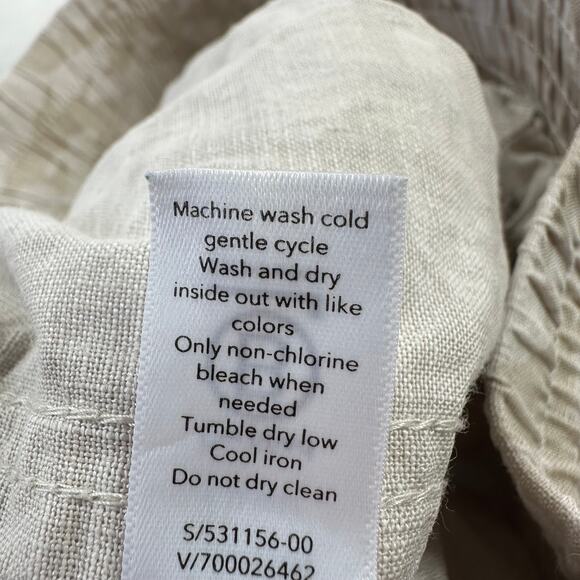 Machine wash cold
gentle cycle
Wash and dry
inside out with like
colors
Only non-chlorine
bleach when
needed
Tumble dry low
Cool iron
Do not dry clean
S/531156-00
V/700026462